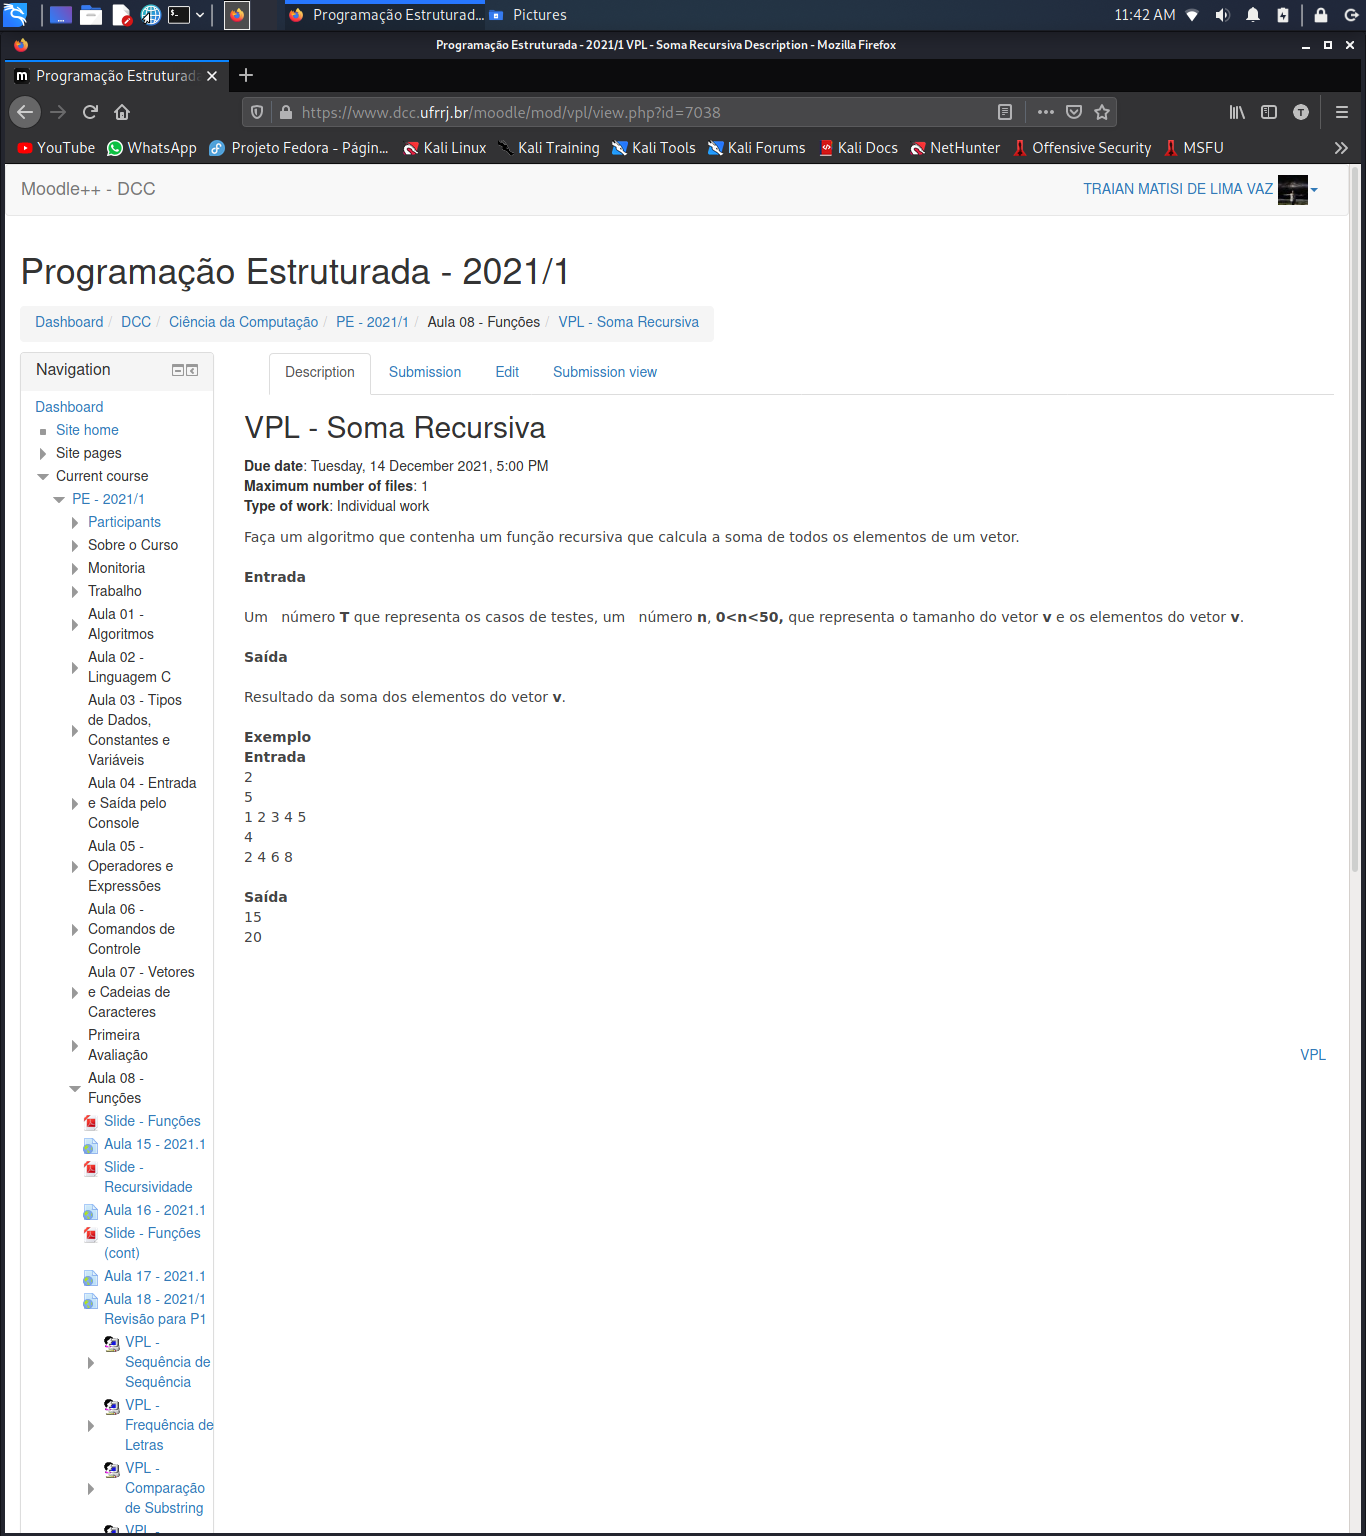 Programação Estruturad...
Pictures
11:42 AM
Programação Estruturada - 2021/1 VPL - Soma Recursiva Description - Mozilla Firefox
Programação Estruturada
https://www.dcc.ufrrj.br/moodle/mod/vpl/view.php?id=7038
YouTube
WhatsApp
Projeto Fedora - Págin...
Kali Linux
Kali Training
Kali Tools
Kali Forums
Kali Docs
NetHunter
Offensive Security
MSFU
Moodle++ - DCC
TRAIAN MATISI DE LIMA VAZ
Programação Estruturada - 2021/1
Dashboard / DCC / Ciência da Computação / PE - 2021/1 / Aula 08 - Funções / VPL - Soma Recursiva
Navigation
Dashboard
Site home
Site pages
Current course
PE - 2021/1
Participants
Sobre o Curso
Monitoria
Trabalho
Aula 01 -
Algoritmos
Aula 02 -
Linguagem C
Aula 03 - Tipos
de Dados,
Constantes e
Variáveis
Aula 04 - Entrada
e Saída pelo
Console
Aula 05 -
Operadores e
Expressões
Aula 06 -
Comandos de
Controle
Aula 07 - Vetores
e Cadeias de
Caracteres
Primeira
Avaliação
Aula 08 -
Funções
Slide - Funções
Aula 15 - 2021.1
Slide -
Recursividade
Aula 16 - 2021.1
Slide - Funções
(cont)
Aula 17 - 2021.1
Aula 18 - 2021/1
Revisão para P1
VPL -
Sequência de
Sequência
VPL -
Frequência de
Letras
VPL -
Comparação
de Substring
VPL -
Description
Submission
Edit
Submission view
VPL - Soma Recursiva
Due date: Tuesday, 14 December 2021, 5:00 PM
Maximum number of files: 1
Type of work: Individual work
Faça um algoritmo que contenha um função recursiva que calcula a soma de todos os elementos de um vetor.
Entrada
Um número T que representa os casos de testes, um número n, 0<n<50, que representa o tamanho do vetor v e os elementos do vetor v.
Saída
Resultado da soma dos elementos do vetor v.
Exemplo
Entrada
2
5
1 2 3 4 5
4
2 4 6 8
Saída
15
20
VPL